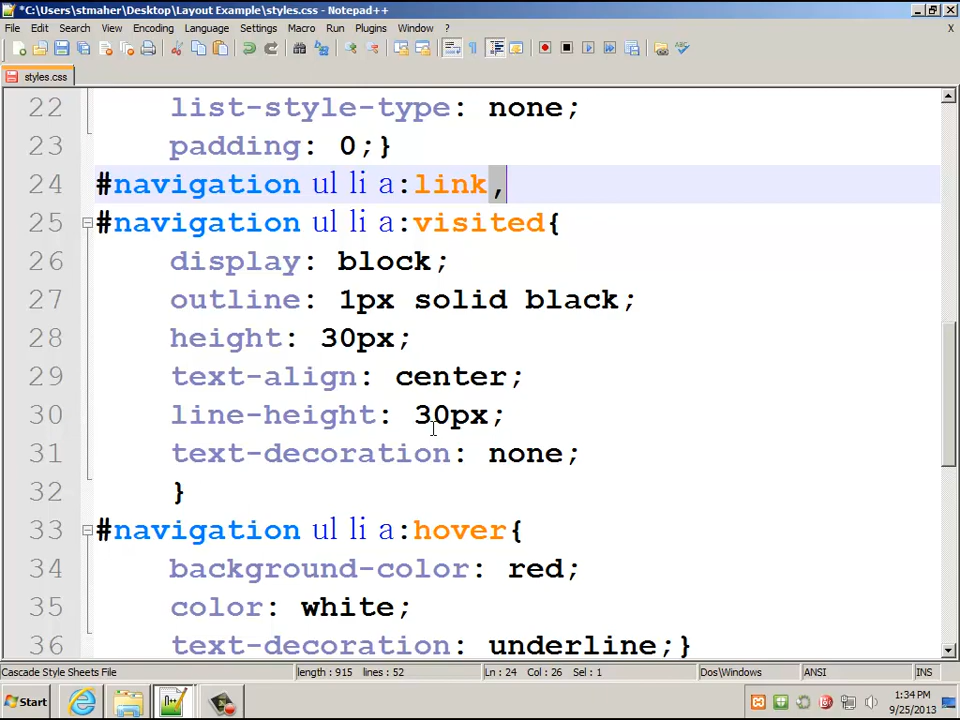 *C:\Users\stmaher\Desktop\Layout Example\styles.css - Notepad++
File Edit Search View Encoding Language Settings Macro Run Plugins Window ? X
styles.css
22 list-style-type: none;
23 padding: 0;}
24 #navigation ul li a:link,
25 #navigation ul li a:visited{
26 display: block;
27 outline: 1px solid black;
28 height: 30px;
29 text-align: center;
30 line-height: 30px;
31 text-decoration: none;
32 }
33 #navigation ul li a:hover{
34 background-color: red;
35 color: white;
36 text-decoration: underline;}
Cascade Style Sheets File length : 915 lines : 52 Ln : 24 Col : 26 Sel : 1 Dos\Windows ANSI INS
Start 1:34 PM
9/25/2013